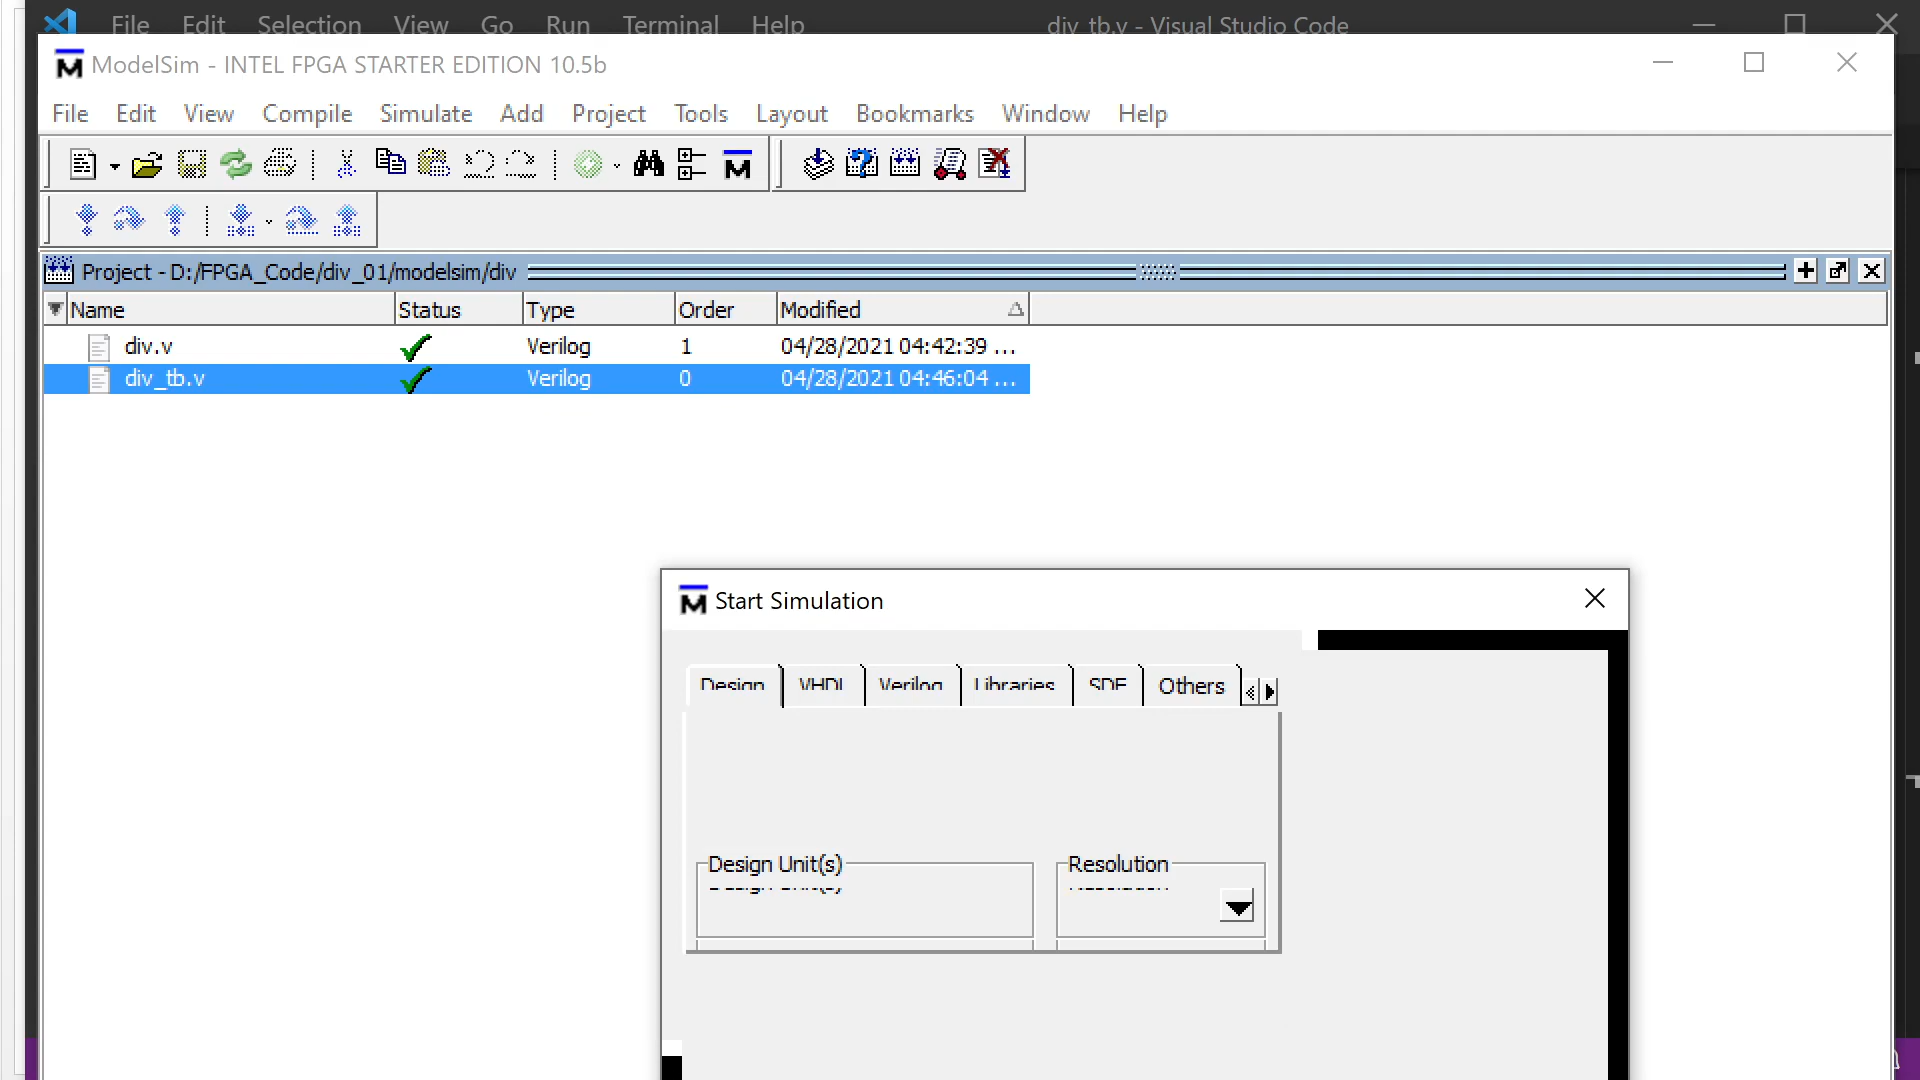 File Edit Selection View Go Run Terminal Help div_tb.v - Visual Studio Code
ModelSim - INTEL FPGA STARTER EDITION 10.5b
File Edit View Compile Simulate Add Project Tools Layout Bookmarks Window Help
Project - D:/FPGA_Code/div_01/modelsim/div
Name Status Type Order Modified
div.v Verilog 1 04/28/2021 04:42:39 ...
div_tb.v Verilog 0 04/28/2021 04:46:04 ...
Start Simulation
Design VHDL Verilog Libraries SDF Others
Design Unit(s) Resolution